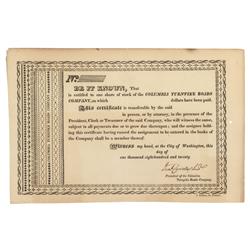 No.
BE IT KNOWN, That
is entitled to one share of stock of the COLUMBIA TURNPIKE ROADS
COMPANY, on which dollars have been paid.
This certificate is transferable by the said
in person, or by attorney, in the presence of the
President, Clerk or Treasurer of the said Company, who will witness the same,
subject to all payments due or to grow due thereupon; and the assignee holding this certificate having caused the assignment to be entered in the books of
the Company shall be a member thereof.
Witness my hand, at the City of Washington, this
day of
one thousand eight hundred and twenty
President of the Columbia
Turnpike Roads Company.